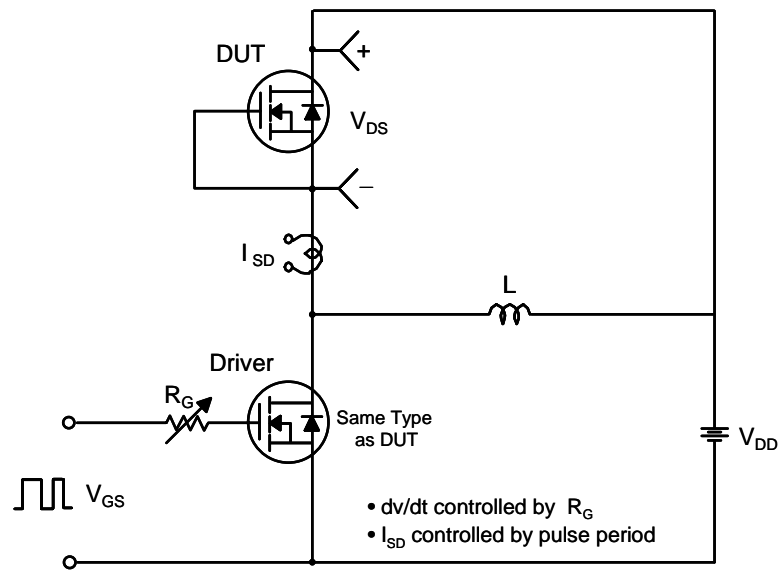 DUT
+
V_DS
–
I_SD
L
Driver
R_G
Same Type
as DUT
V_DD
V_GS
• dv/dt controlled by R_G
• I_SD controlled by pulse period